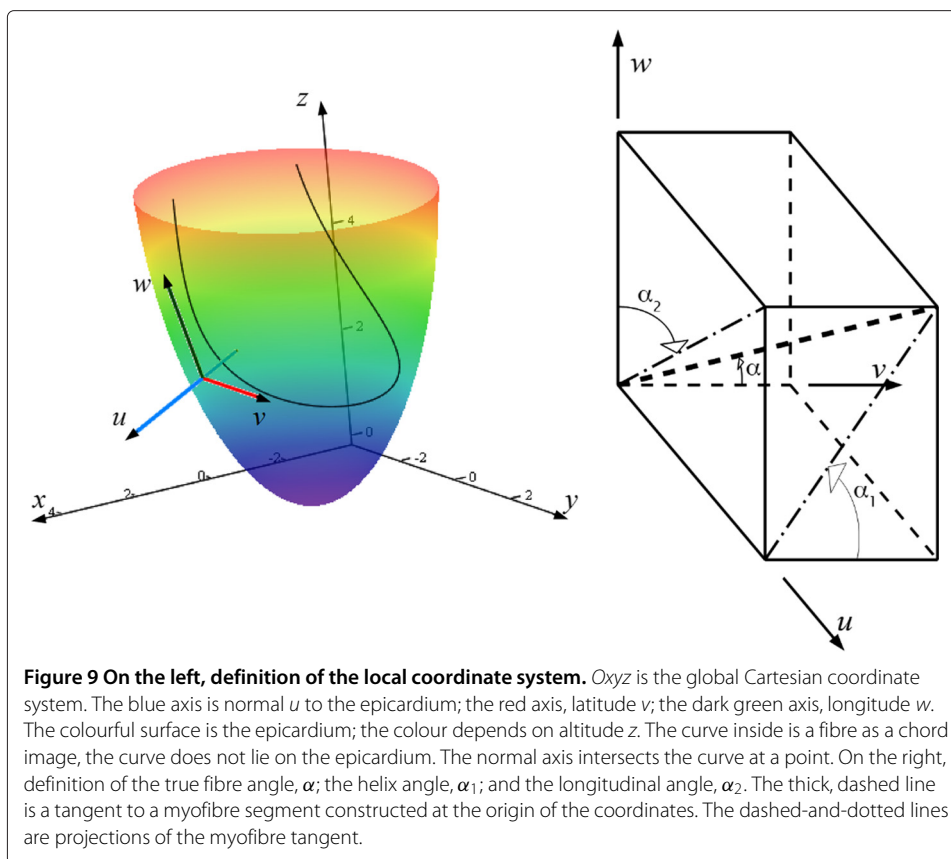 z
4
w
2
u
v
0
-2
0
2
x
4
-2
0
2
y
w
α₂
α
v
α₁
u
Figure 9 On the left, definition of the local coordinate system. Oxyz is the global Cartesian coordinate
system. The blue axis is normal u to the epicardium; the red axis, latitude v; the dark green axis, longitude w.
The colourful surface is the epicardium; the colour depends on altitude z. The curve inside is a fibre as a chord
image, the curve does not lie on the epicardium. The normal axis intersects the curve at a point. On the right,
definition of the true fibre angle, α; the helix angle, α₁; and the longitudinal angle, α₂. The thick, dashed line
is a tangent to a myofibre segment constructed at the origin of the coordinates. The dashed-and-dotted lines
are projections of the myofibre tangent.